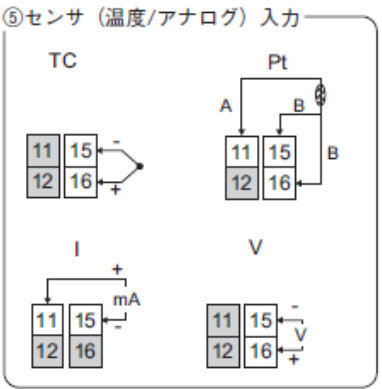 ⑤センサ（温度/アナログ）入力
TC
Pt
11 15 -
12 16 +
A B
11 15 B
12 16
I
V
+
mA
11 15 -
12 16
11 15 -
V
12 16 +